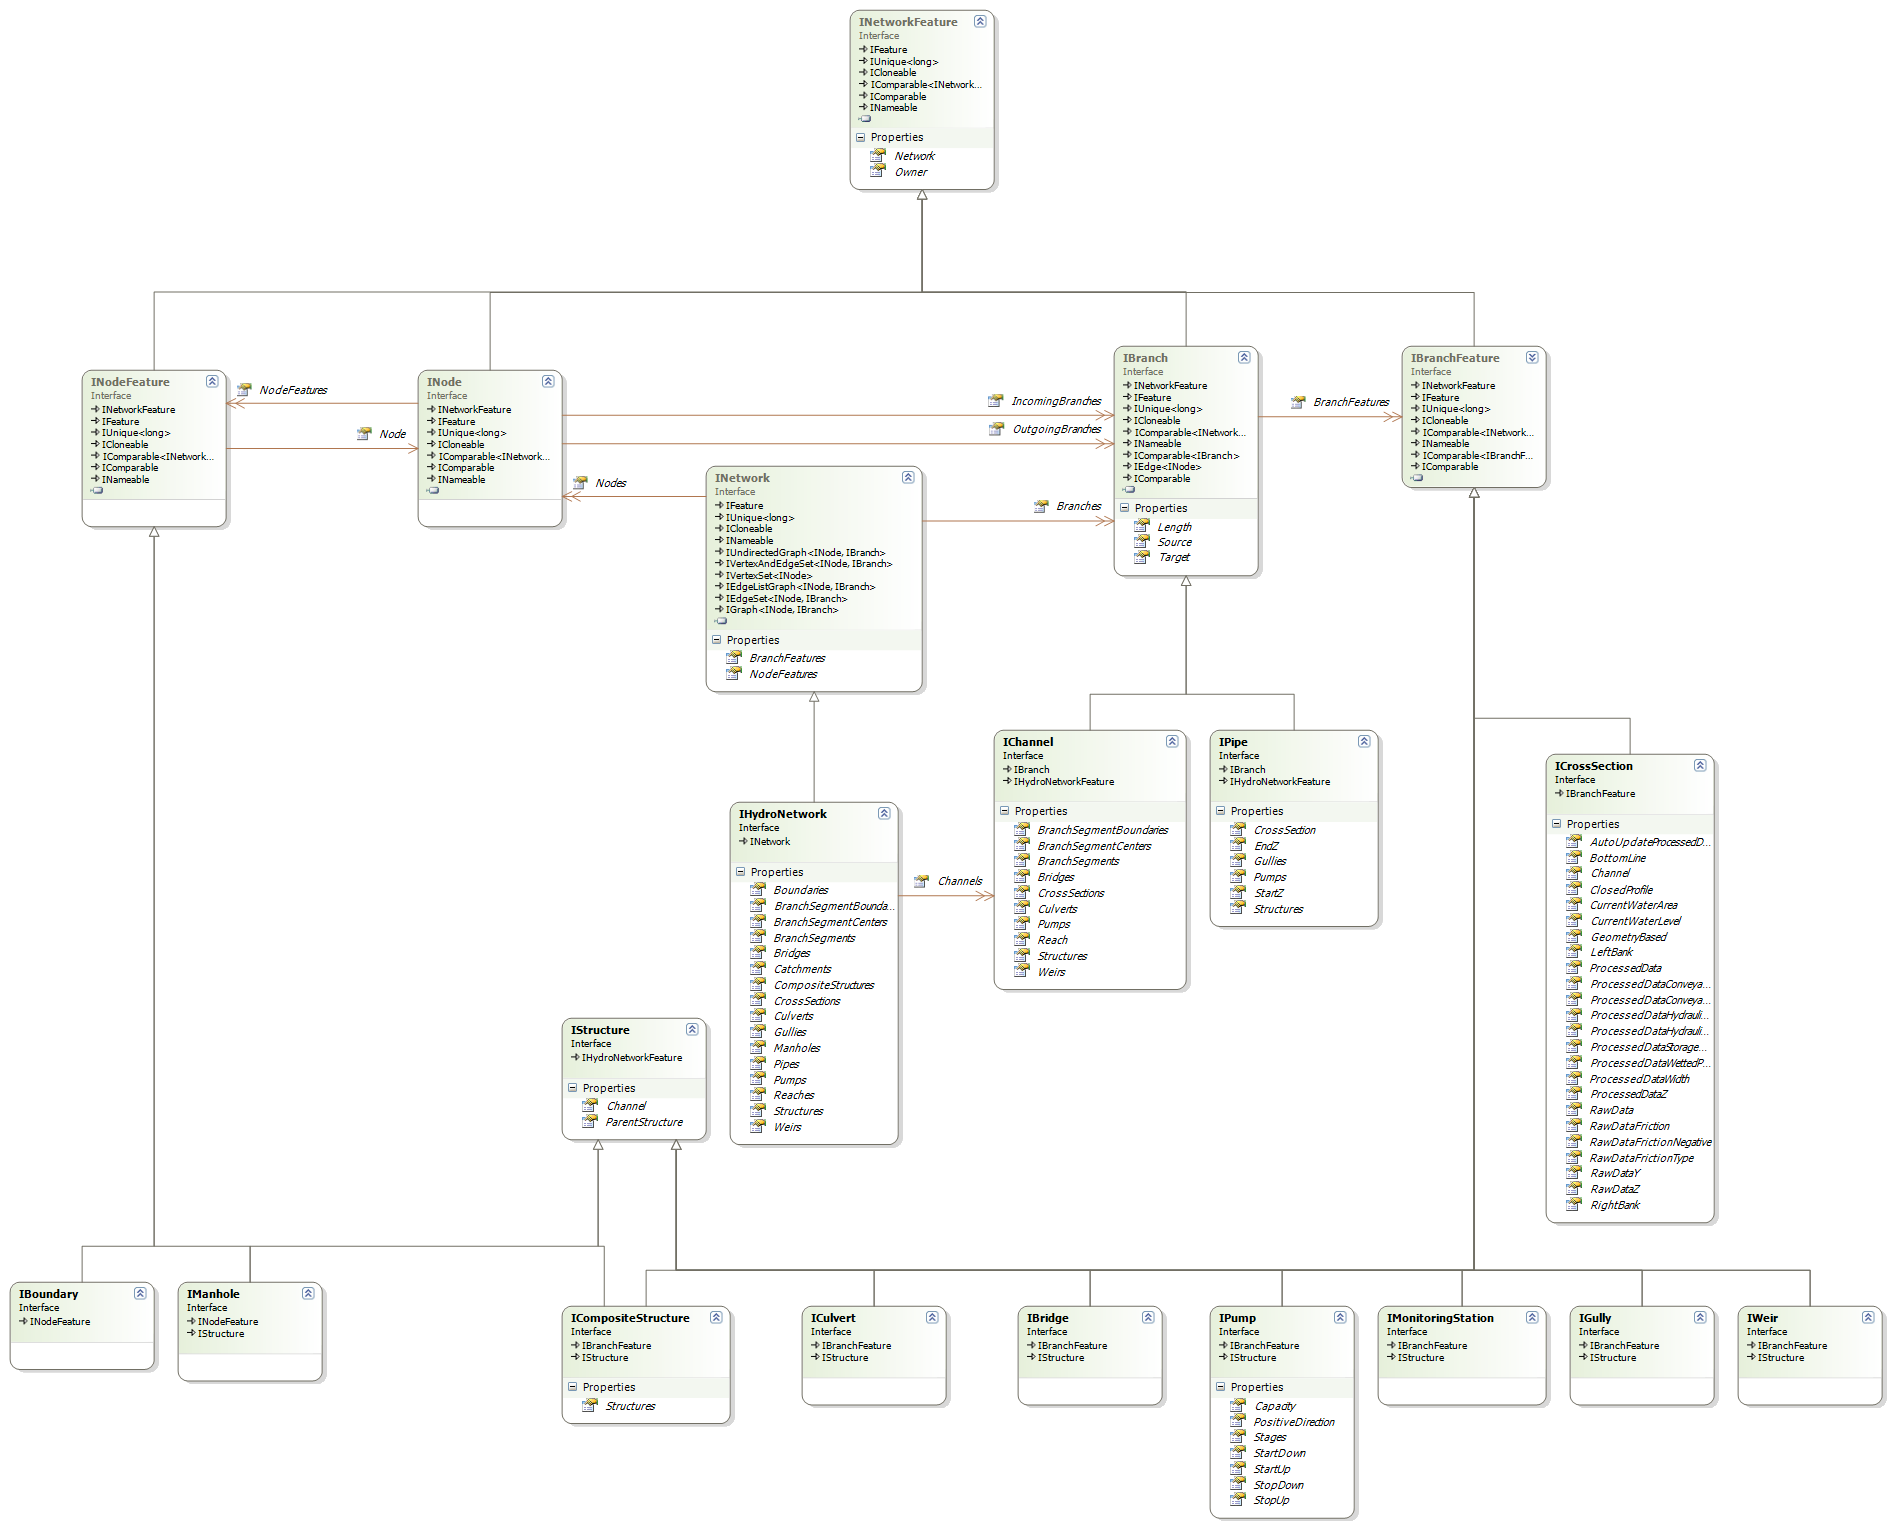 INetworkFeature
Interface
IFeature
IUnique<long>
ICloneable
IComparable<INetwork...
IComparable
INameable
Properties
Network
Owner
INodeFeature
Interface
INetworkFeature
IFeature
IUnique<long>
ICloneable
IComparable<INetwork...
IComparable
INameable
NodeFeatures
Node
INode
Interface
INetworkFeature
IFeature
IUnique<long>
ICloneable
IComparable<INetwork...
IComparable
INameable
IncomingBranches
OutgoingBranches
Nodes
Branches
INetwork
Interface
IFeature
IUnique<long>
ICloneable
INameable
IUndirectedGraph<INode, IBranch>
IVertexAndEdgeSet<INode, IBranch>
IVertexSet<INode>
IEdgeListGraph<INode, IBranch>
IEdgeSet<INode, IBranch>
IGraph<INode, IBranch>
Properties
BranchFeatures
NodeFeatures
IBranch
Interface
INetworkFeature
IFeature
IUnique<long>
ICloneable
IComparable<INetwork...
INameable
IComparable<IBranch>
IEdge<INode>
IComparable
Properties
Length
Source
Target
BranchFeatures
IBranchFeature
Interface
INetworkFeature
IFeature
IUnique<long>
ICloneable
IComparable<INetwork...
INameable
IComparable<IBranchF...
IComparable
IChannel
Interface
IBranch
IHydroNetworkFeature
Properties
BranchSegmentBoundaries
BranchSegmentCenters
BranchSegments
Bridges
CrossSections
Culverts
Pumps
Reach
Structures
Weirs
IPipe
Interface
IBranch
IHydroNetworkFeature
Properties
CrossSection
EndZ
Gullies
Pumps
StartZ
Structures
ICrossSection
Interface
IBranchFeature
Properties
AutoUpdateProcessedD...
BottomLine
Channel
ClosedProfile
CurrentWaterArea
CurrentWaterLevel
GeometryBased
LeftBank
ProcessedData
ProcessedDataConveya...
ProcessedDataConveya...
ProcessedDataHydrauli...
ProcessedDataHydrauli...
ProcessedDataStorage...
ProcessedDataWettedP...
ProcessedDataWidth
ProcessedDataZ
RawData
RawDataFriction
RawDataFrictionNegative
RawDataFrictionType
RawDataY
RawDataZ
RightBank
IHydroNetwork
Interface
INetwork
Properties
Boundaries
BranchSegmentBounda...
BranchSegmentCenters
BranchSegments
Bridges
Catchments
CompositeStructures
CrossSections
Culverts
Gullies
Manholes
Pipes
Pumps
Reaches
Structures
Weirs
Channels
IStructure
Interface
IHydroNetworkFeature
Properties
Channel
ParentStructure
IBoundary
Interface
INodeFeature
IManhole
Interface
INodeFeature
IStructure
ICompositeStructure
Interface
IBranchFeature
IStructure
Properties
Structures
ICulvert
Interface
IBranchFeature
IStructure
IBridge
Interface
IBranchFeature
IStructure
IPump
Interface
IBranchFeature
IStructure
Properties
Capacity
PositiveDirection
Stages
StartDown
StartUp
StopDown
StopUp
IMonitoringStation
Interface
IBranchFeature
IStructure
IGully
Interface
IBranchFeature
IStructure
IWeir
Interface
IBranchFeature
IStructure